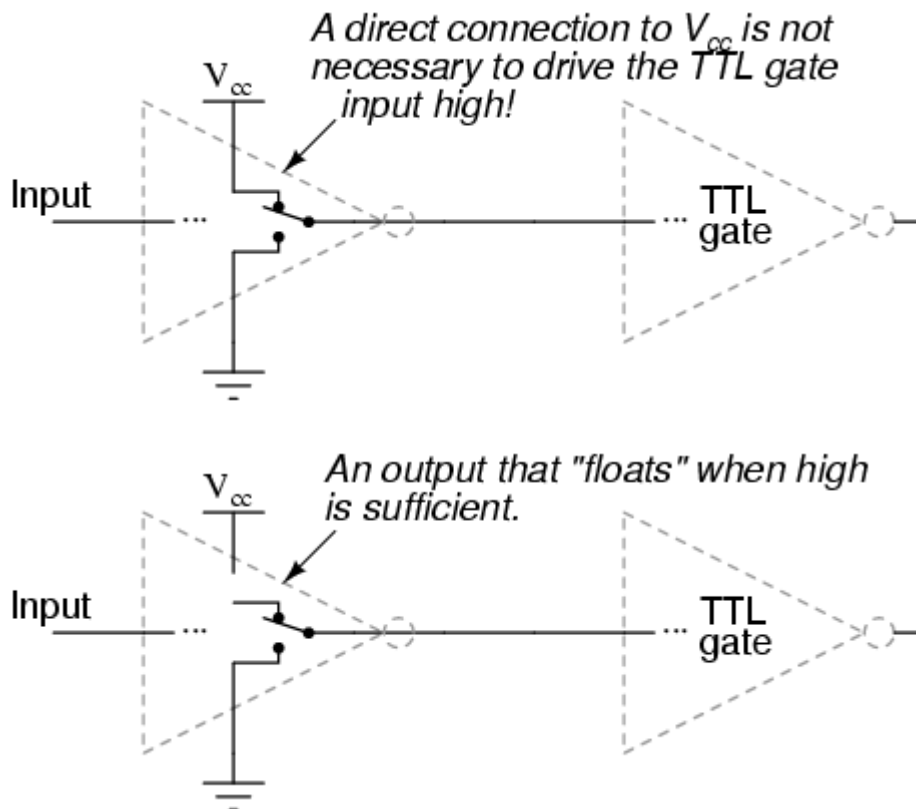 A direct connection to Vcc is not
necessary to drive the TTL gate
input high!
Vcc
Input
...
...
TTL
gate
An output that "floats" when high
is sufficient.
Vcc
Input
...
...
TTL
gate